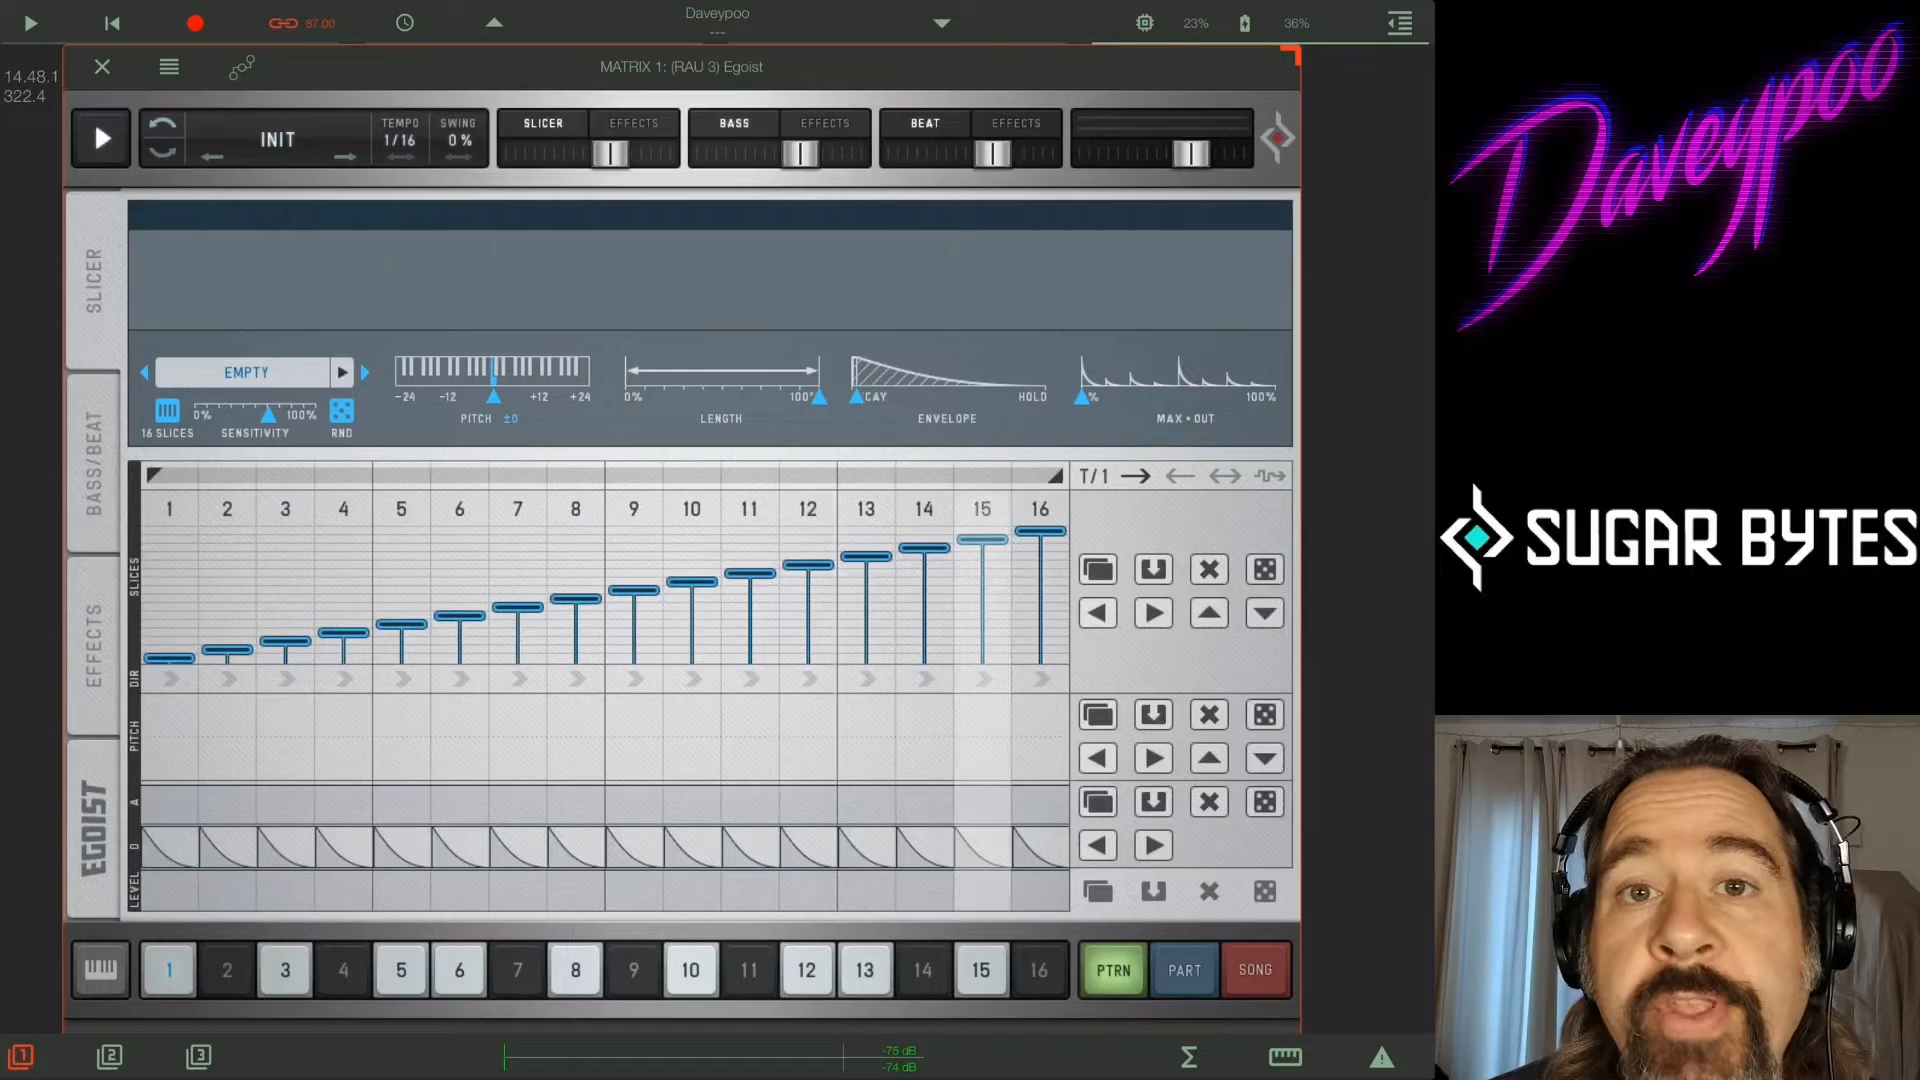 87.00
Daveypoo
---
23%
36%
14.48.1
322.4
MATRIX 1: (RAU 3) Egoist
INIT
TEMPO
1/16
SWING
0 %
SLICER EFFECTS
BASS EFFECTS
BEAT EFFECTS
SLICER
BASS/BEAT
EFFECTS
EGOIST
EMPTY
0% 100%
16 SLICES SENSITIVITY RND
-24 -12 +12 +24
PITCH ±0
0% 100%
LENGTH
HOLD
ENVELOPE
100%
MAX • OUT
T/1
1 2 3 4 5 6 7 8 9 10 11 12 13 14 15 16
SLICES
DIR
PITCH
A
D
LEVEL
1 2 3 4 5 6 7 8 9 10 11 12 13 14 15 16
PTRN PART SONG
1 2 3
-75 dB
-74 dB
Daveypoo
SUGAR BYTES